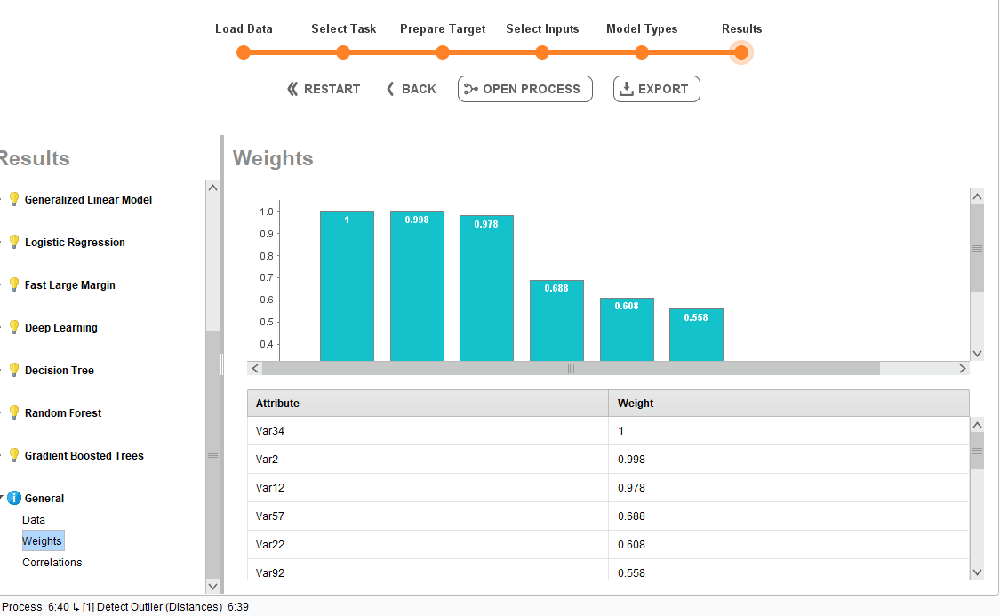 Load Data Select Task Prepare Target Select Inputs Model Types Results
RESTART BACK OPEN PROCESS EXPORT
Results
Generalized Linear Model
Logistic Regression
Fast Large Margin
Deep Learning
Decision Tree
Random Forest
Gradient Boosted Trees
General
Data
Weights
Correlations
Weights
1.0
0.9
0.8
0.7
0.6
0.5
0.4
1 0.998 0.978 0.688 0.608 0.558
Attribute Weight
Var34 1
Var2 0.998
Var12 0.978
Var57 0.688
Var22 0.608
Var92 0.558
Process 6:40 ↳ [1] Detect Outlier (Distances) 6:39